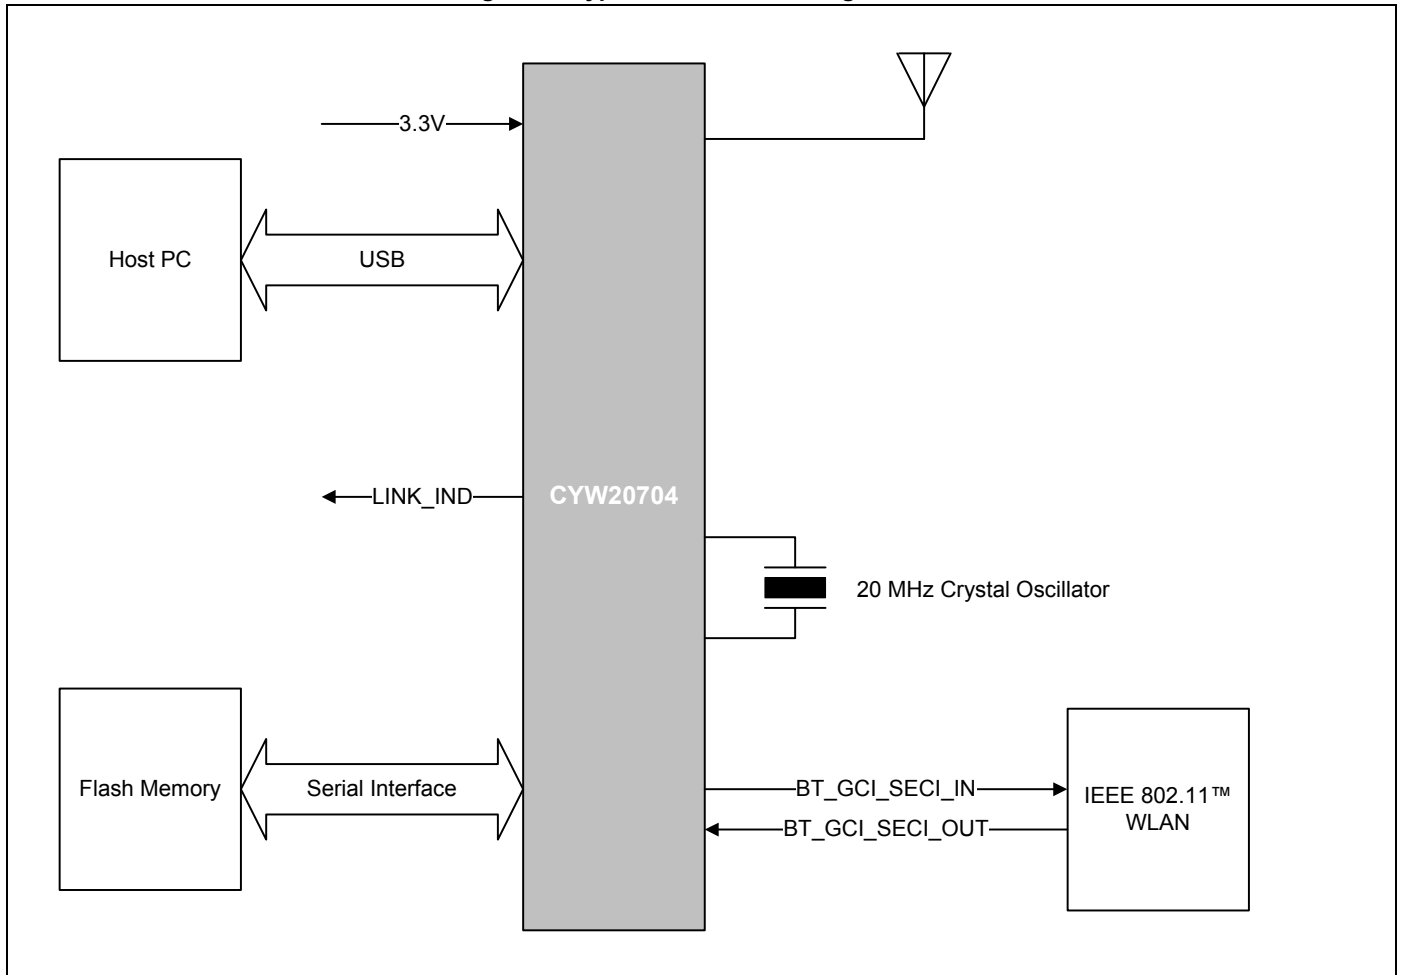 3.3V
Host PC
USB
LINK_IND
CYW20704
20 MHz Crystal Oscillator
Flash Memory
Serial Interface
BT_GCI_SECI_IN
BT_GCI_SECI_OUT
IEEE 802.11™
WLAN